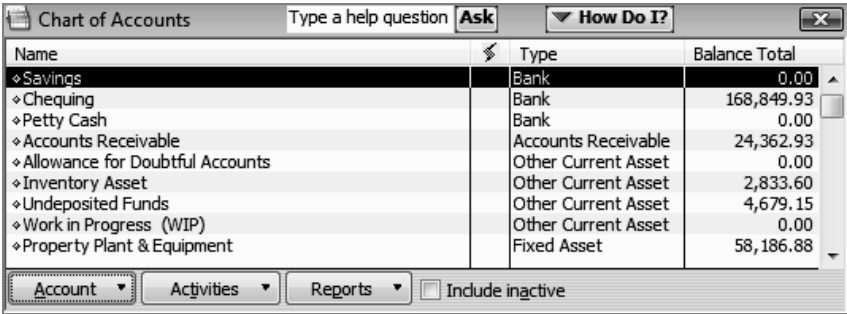 Chart of Accounts Type a help question Ask How Do I?
Name Type Balance Total
Savings Bank 0.00
Chequing Bank 168,849.93
Petty Cash Bank 0.00
Accounts Receivable Accounts Receivable 24,362.93
Allowance for Doubtful Accounts Other Current Asset 0.00
Inventory Asset Other Current Asset 2,833.60
Undeposited Funds Other Current Asset 4,679.15
Work in Progress (WIP) Other Current Asset 0.00
Property Plant & Equipment Fixed Asset 58,186.88
Account Activities Reports Include inactive